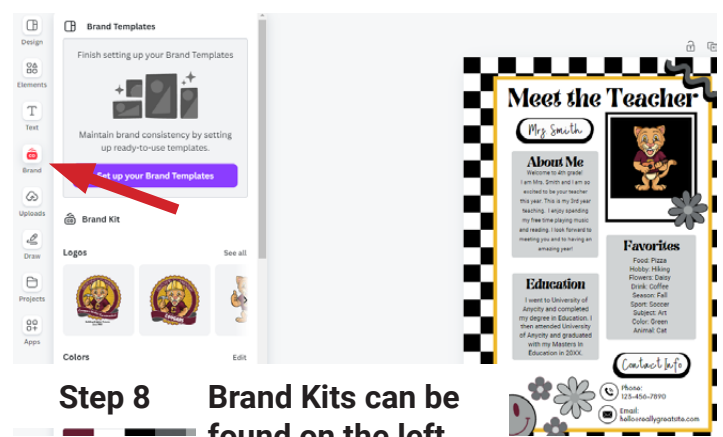 Design
Elements
Text
Brand
Uploads
Draw
Projects
Apps
Brand Templates
Finish setting up your Brand Templates
Maintain brand consistency by setting
up ready-to-use templates.
Set up your Brand Templates
Brand Kit
Logos
See all
Colors
Edit
Meet the Teacher
Mrs Smith
About Me
Welcome to 4th grade!
I am Mrs. Smith and I am so
excited to be your teacher
this year. This is my 3rd year
teaching. I enjoy spending
my free time playing music
and reading. I look forward to
meeting you and to having an
amazing year!
Education
I went to University of
Anycity and completed
my degree in Education. I
then attended University
of Anycity and graduated
with my Masters in
Education in 20XX.
Favorites
Food: Pizza
Hobby: Hiking
Flowers: Daisy
Drink: Coffee
Season: Fall
Sport: Soccer
Subject: Art
Color: Green
Animal: Cat
Contact Info
Phone:
123-456-7890
Email:
hello@reallygreatsite.com
Step 8
Brand Kits can be
found on the left